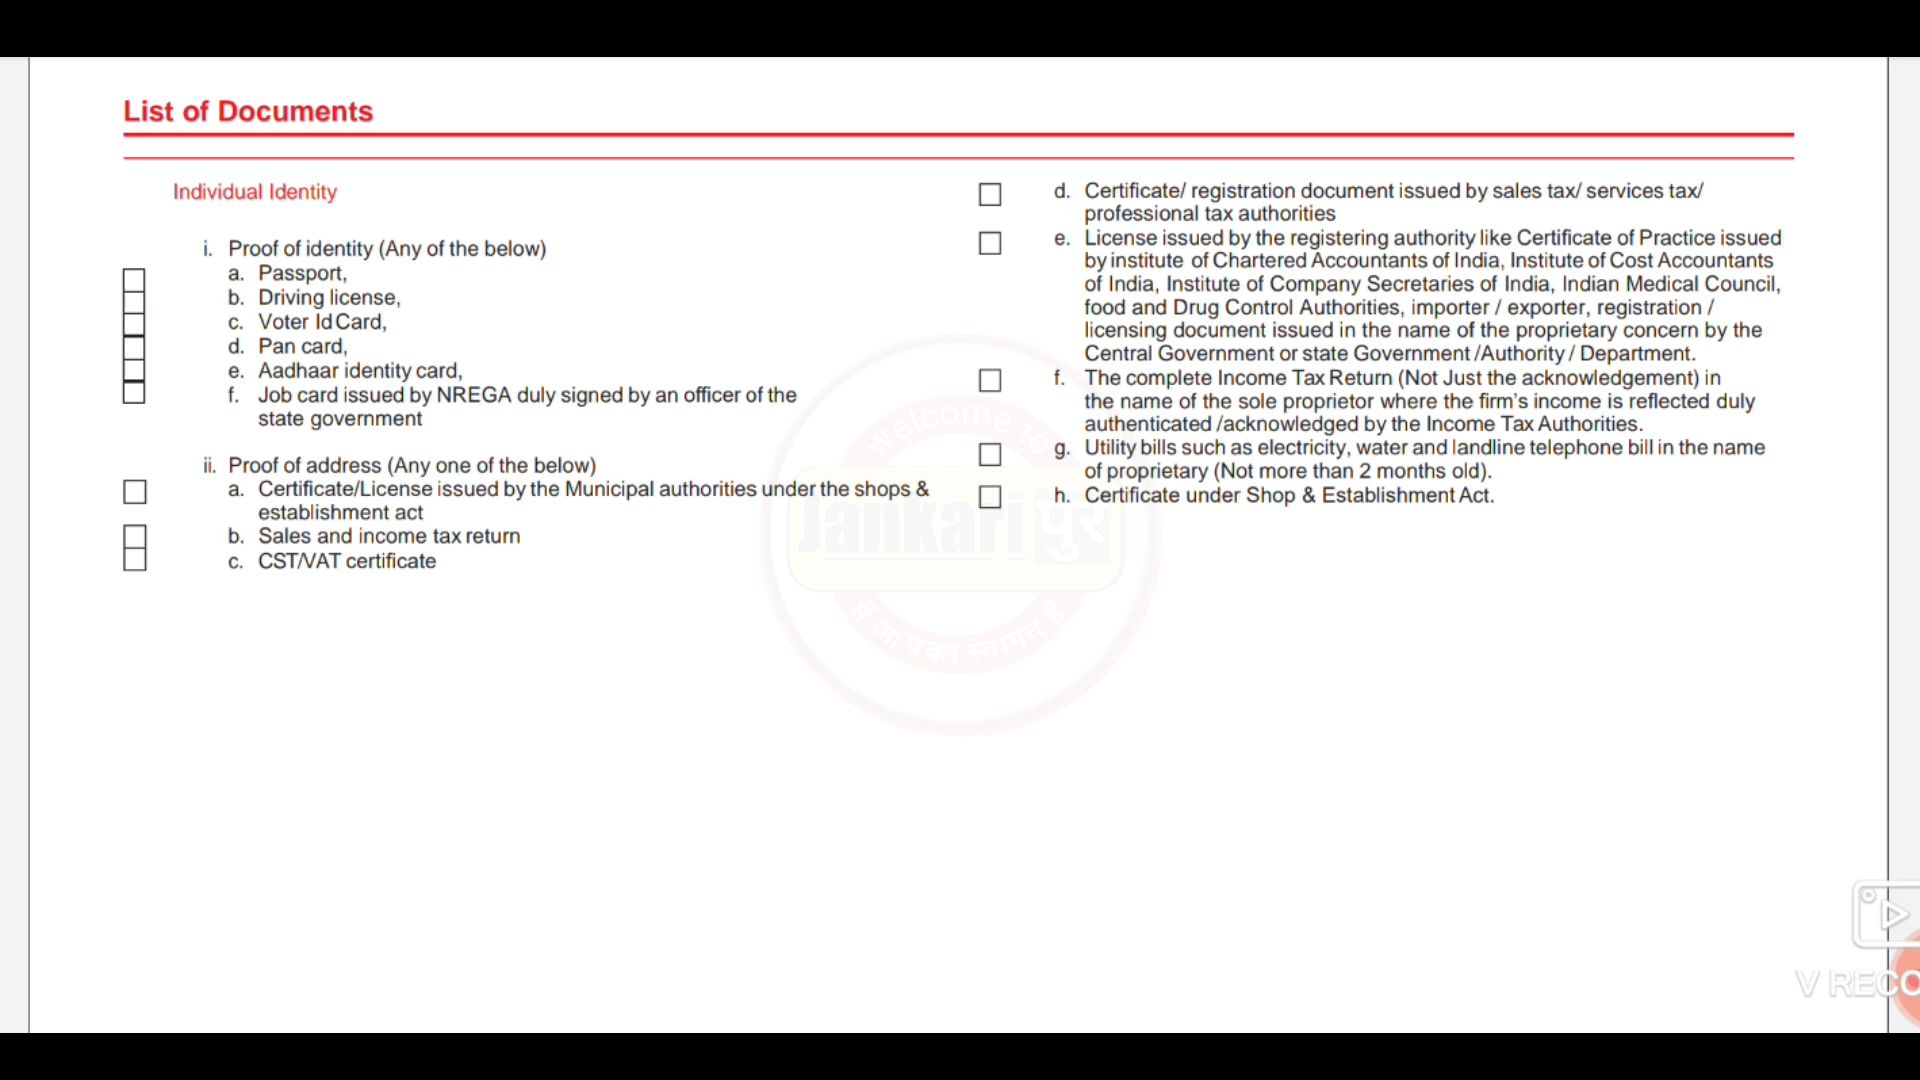 List of Documents
Individual Identity
i. Proof of identity (Any of the below)
a. Passport,
b. Driving license,
c. Voter Id Card,
d. Pan card,
e. Aadhaar identity card,
f. Job card issued by NREGA duly signed by an officer of the
state government
ii. Proof of address (Any one of the below)
a. Certificate/License issued by the Municipal authorities under the shops &
establishment act
b. Sales and income tax return
c. CST/VAT certificate
d. Certificate/ registration document issued by sales tax/ services tax/
professional tax authorities
e. License issued by the registering authority like Certificate of Practice issued
by institute of Chartered Accountants of India, Institute of Cost Accountants
of India, Institute of Company Secretaries of India, Indian Medical Council,
food and Drug Control Authorities, importer / exporter, registration /
licensing document issued in the name of the proprietary concern by the
Central Government or state Government /Authority / Department.
f. The complete Income Tax Return (Not Just the acknowledgement) in
the name of the sole proprietor where the firm's income is reflected duly
authenticated /acknowledged by the Income Tax Authorities.
g. Utility bills such as electricity, water and landline telephone bill in the name
of proprietary (Not more than 2 months old).
h. Certificate under Shop & Establishment Act.
welcome to
Jankari पुर
में आपका स्वागत है
V RECO